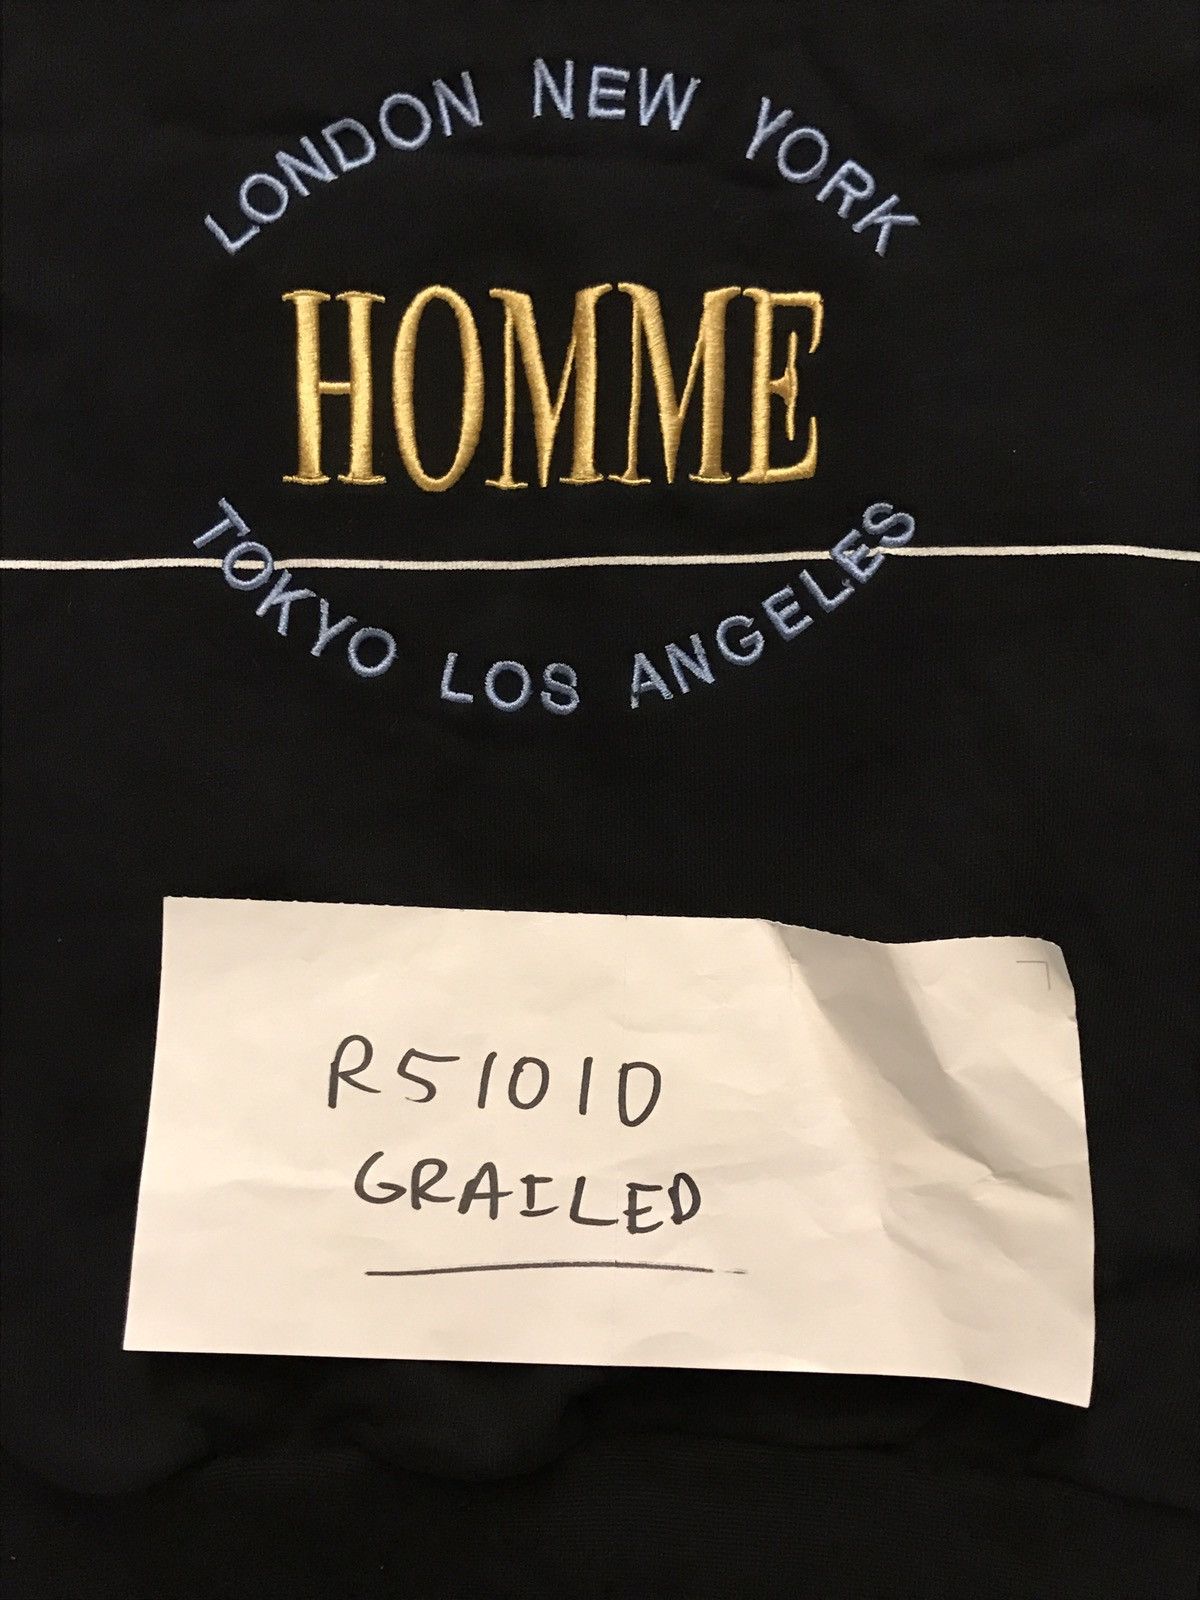 LONDON NEW YORK
HOMME
TOKYO LOS ANGELES
R51010
GRAILED